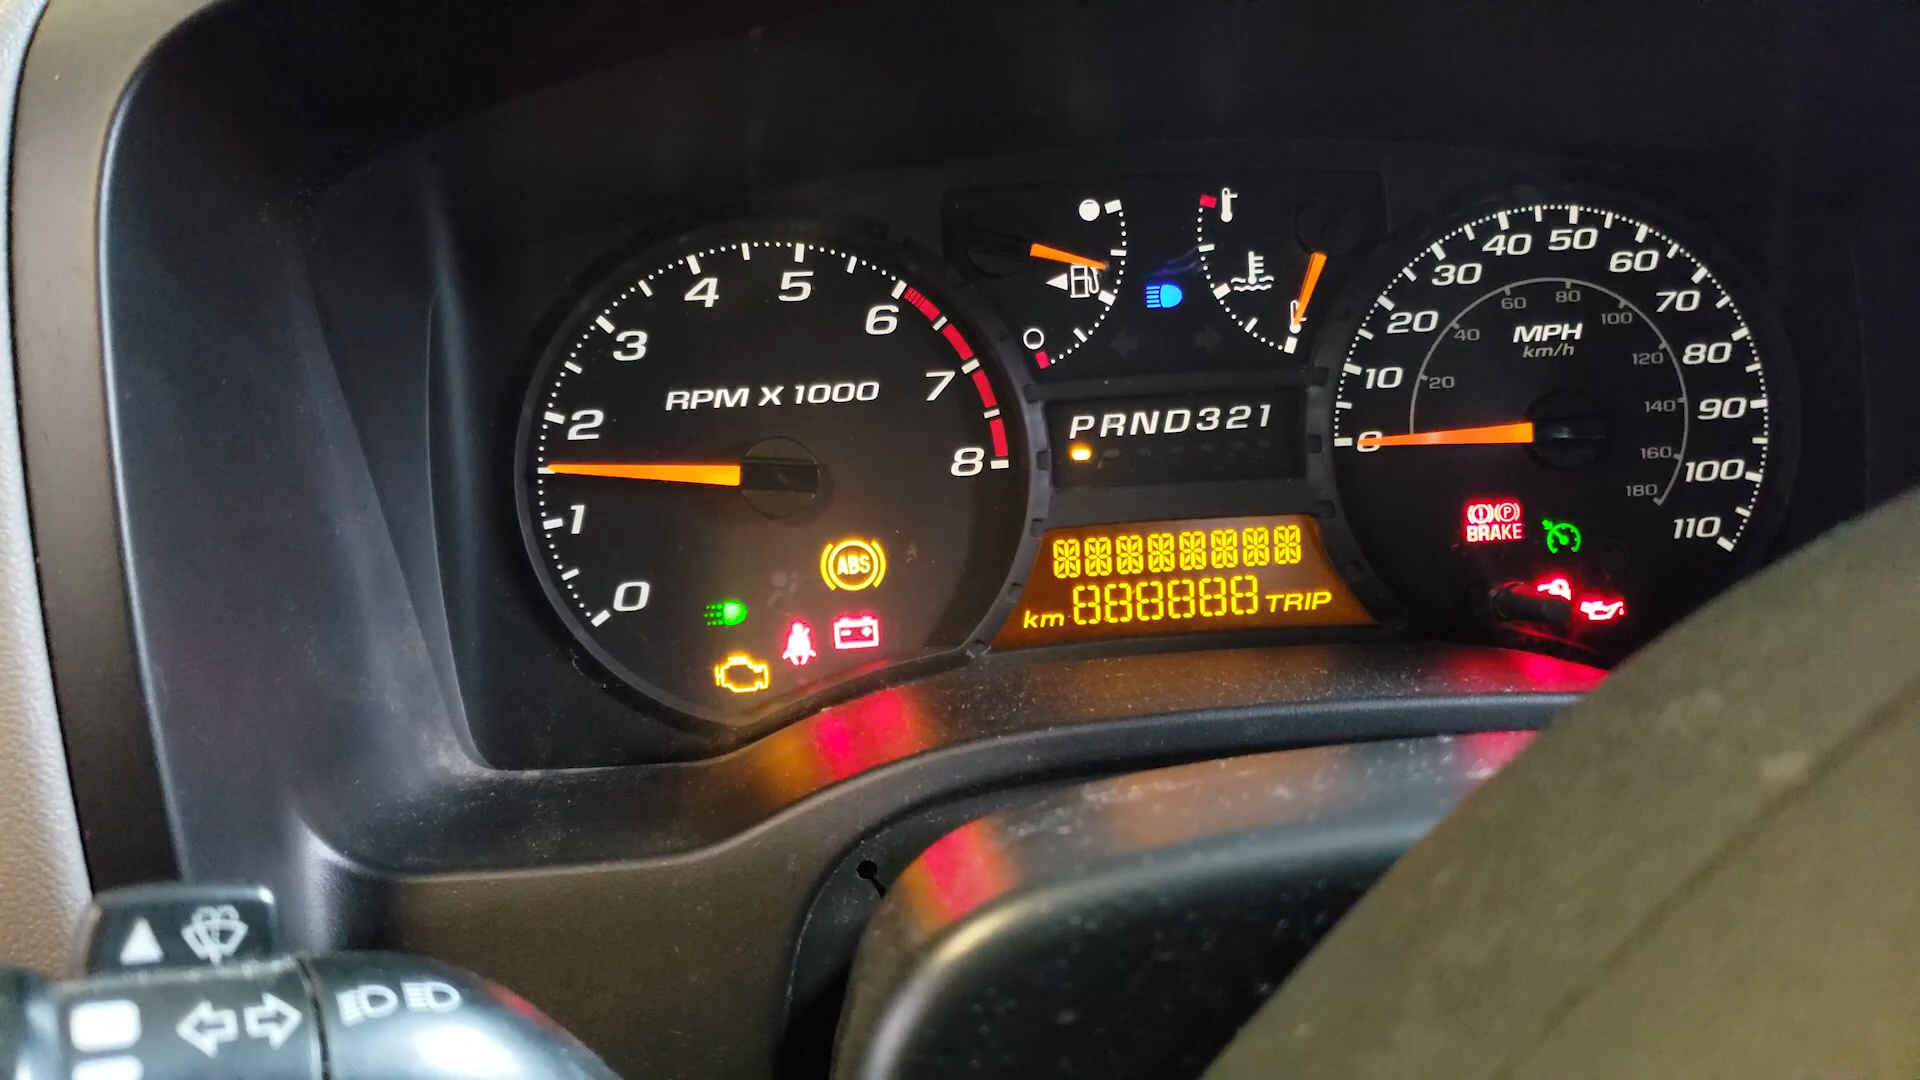 0 1 2 3 4 5 6 7 8
RPM X 1000
ABS
PRND321
km 888888 TRIP
0 10 20 30 40 50 60 70 80 90 100 110
20 40 60 80 100 120 140 160 180
MPH
km/h
(P)
BRAKE